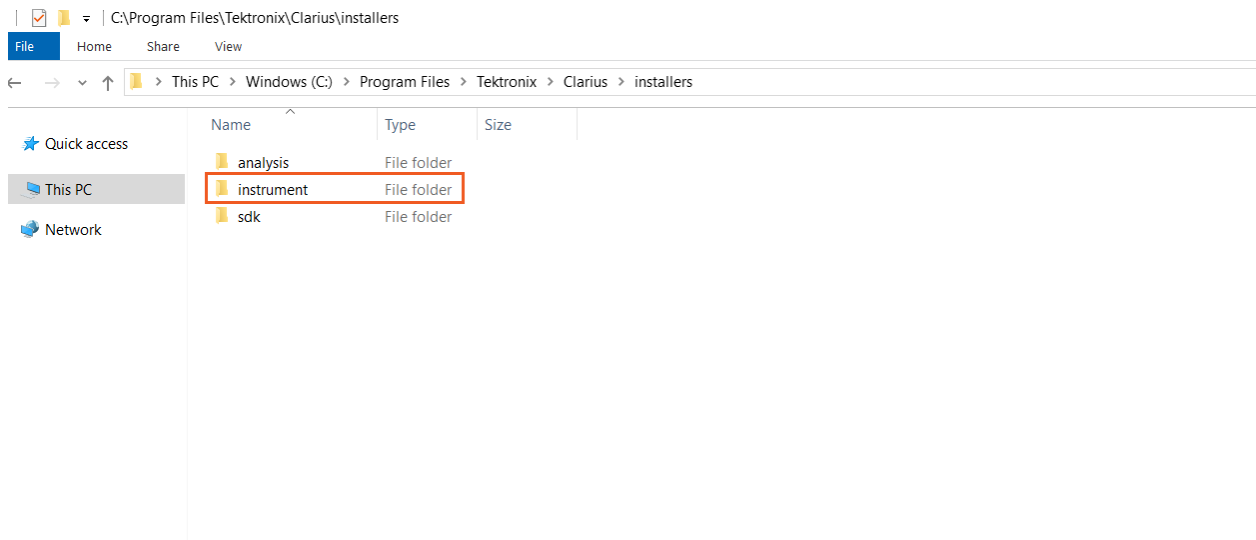 C:\Program Files\Tektronix\Clarius\installers
File Home Share View
This PC > Windows (C:) > Program Files > Tektronix > Clarius > installers
Name Type Size
Quick access
This PC
Network
analysis File folder
instrument File folder
sdk File folder